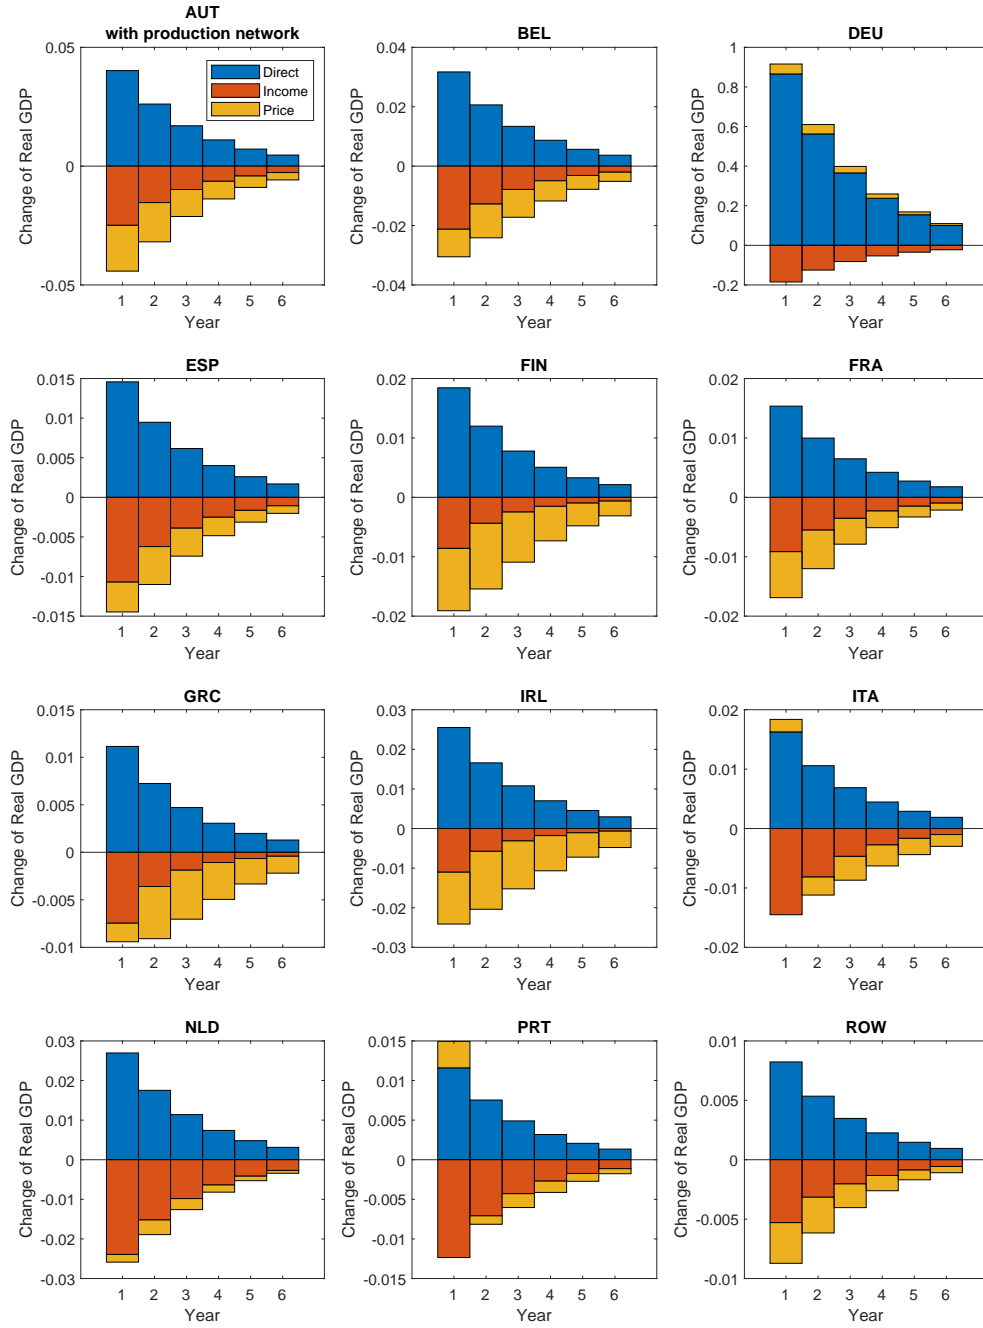 AUT
with production network
0.05
0
-0.05
Change of Real GDP
1 2 3 4 5 6
Year
Direct
Income
Price
BEL
0.04
0.02
0
-0.02
-0.04
Change of Real GDP
1 2 3 4 5 6
Year
DEU
1
0.8
0.6
0.4
0.2
0
-0.2
Change of Real GDP
1 2 3 4 5 6
Year
ESP
0.015
0.01
0.005
0
-0.005
-0.01
-0.015
Change of Real GDP
1 2 3 4 5 6
Year
FIN
0.02
0.01
0
-0.01
-0.02
Change of Real GDP
1 2 3 4 5 6
Year
FRA
0.02
0.01
0
-0.01
-0.02
Change of Real GDP
1 2 3 4 5 6
Year
GRC
0.015
0.01
0.005
0
-0.005
-0.01
Change of Real GDP
1 2 3 4 5 6
Year
IRL
0.03
0.02
0.01
0
-0.01
-0.02
-0.03
Change of Real GDP
1 2 3 4 5 6
Year
ITA
0.02
0.01
0
-0.01
-0.02
Change of Real GDP
1 2 3 4 5 6
Year
NLD
0.03
0.02
0.01
0
-0.01
-0.02
-0.03
Change of Real GDP
1 2 3 4 5 6
Year
PRT
0.015
0.01
0.005
0
-0.005
-0.01
-0.015
Change of Real GDP
1 2 3 4 5 6
Year
ROW
0.01
0.005
0
-0.005
-0.01
Change of Real GDP
1 2 3 4 5 6
Year